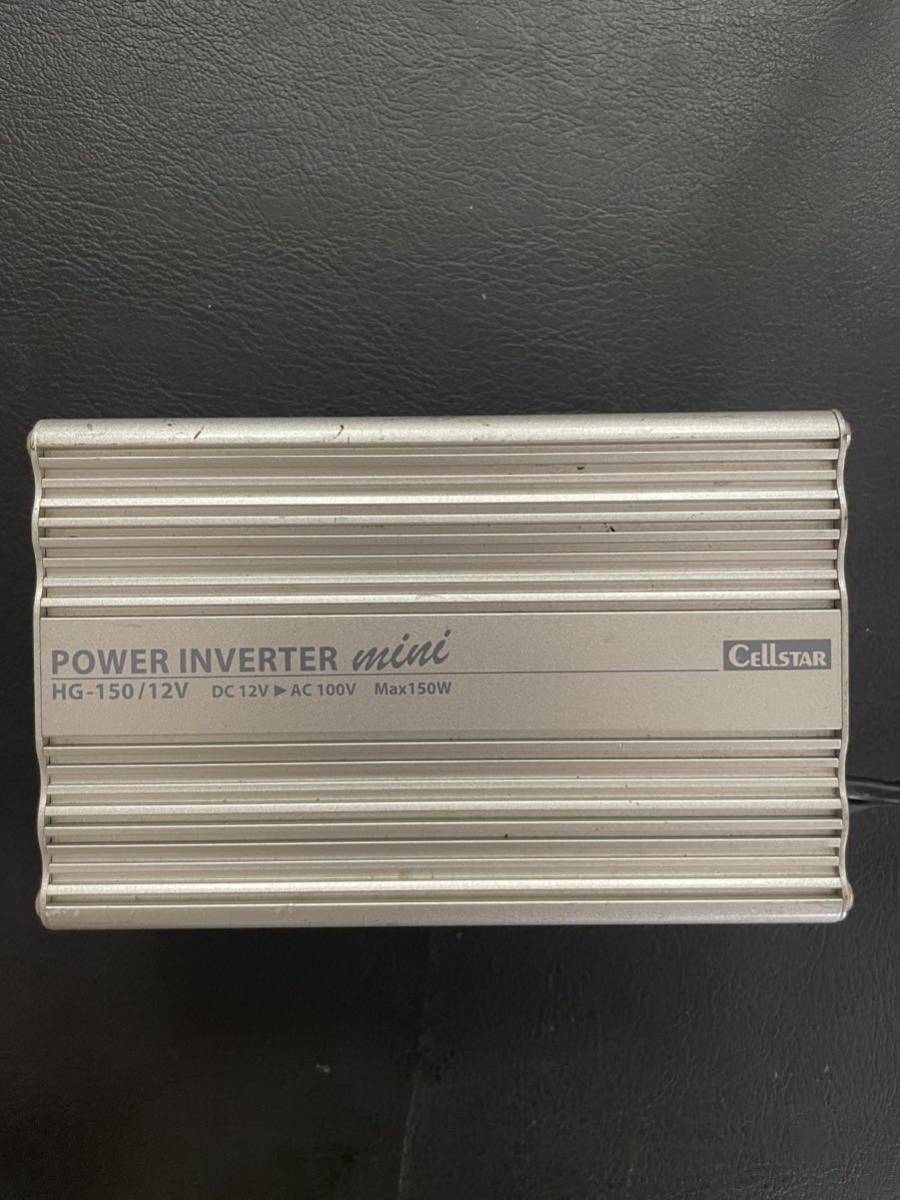 POWER INVERTER mini
CELLSTAR
HG-150/12V DC 12V ▶ AC 100V Max150W